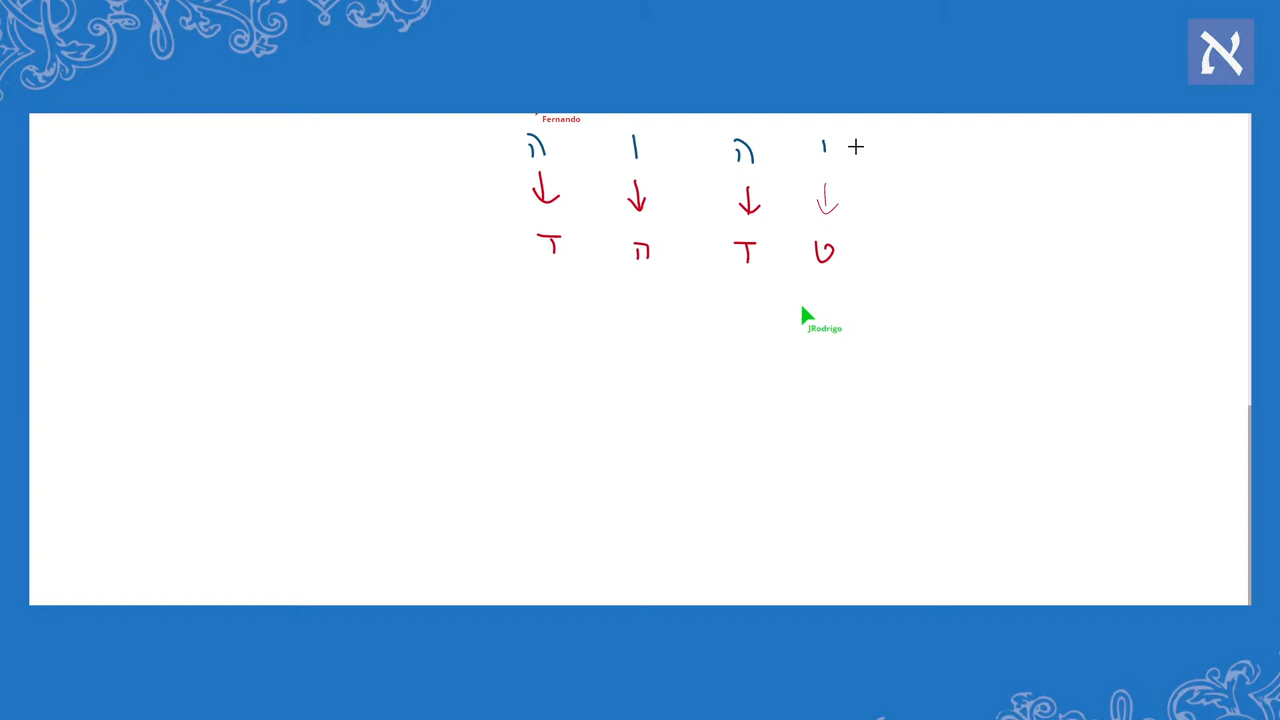 א
Fernando
י ה ו ה
ט ד ה ד
JRodrigo